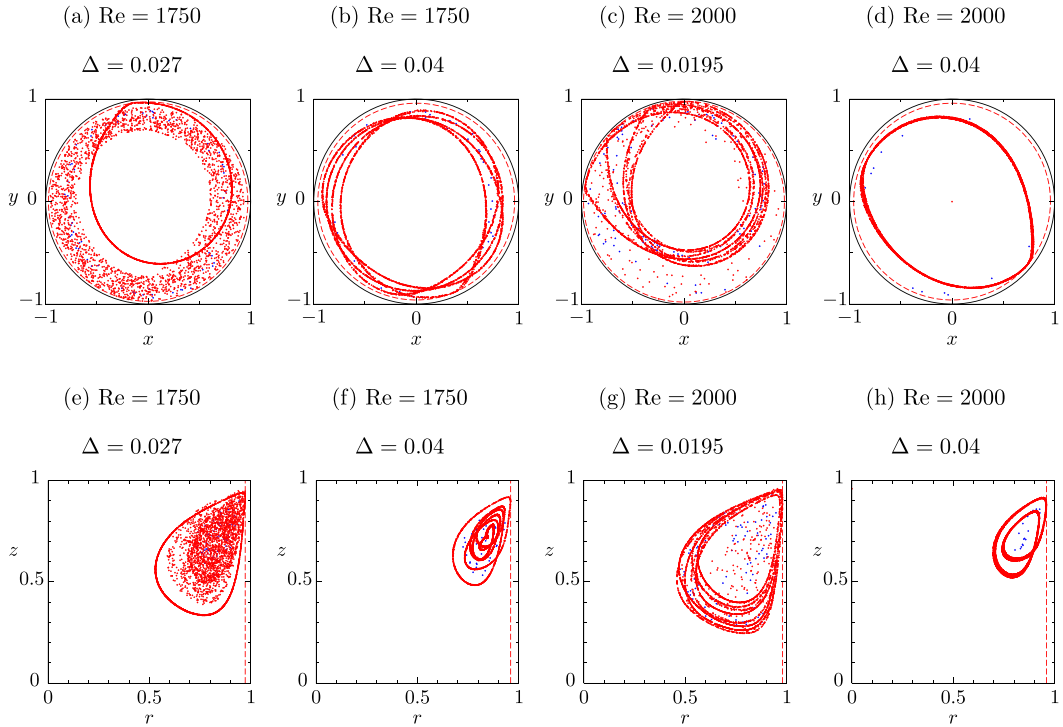 (a) Re = 1750
(b) Re = 1750
(c) Re = 2000
(d) Re = 2000
Δ = 0.027
Δ = 0.04
Δ = 0.0195
Δ = 0.04
1
1
1
1
y 0
y 0
y 0
y 0
−1
−1
−1
−1
−1 0 1
−1 0 1
−1 0 1
−1 0 1
x
x
x
x
(e) Re = 1750
(f) Re = 1750
(g) Re = 2000
(h) Re = 2000
Δ = 0.027
Δ = 0.04
Δ = 0.0195
Δ = 0.04
1
1
1
1
z
z
z
z
0.5
0.5
0.5
0.5
0
0
0
0
0 0.5 1
0 0.5 1
0 0.5 1
0 0.5 1
r
r
r
r